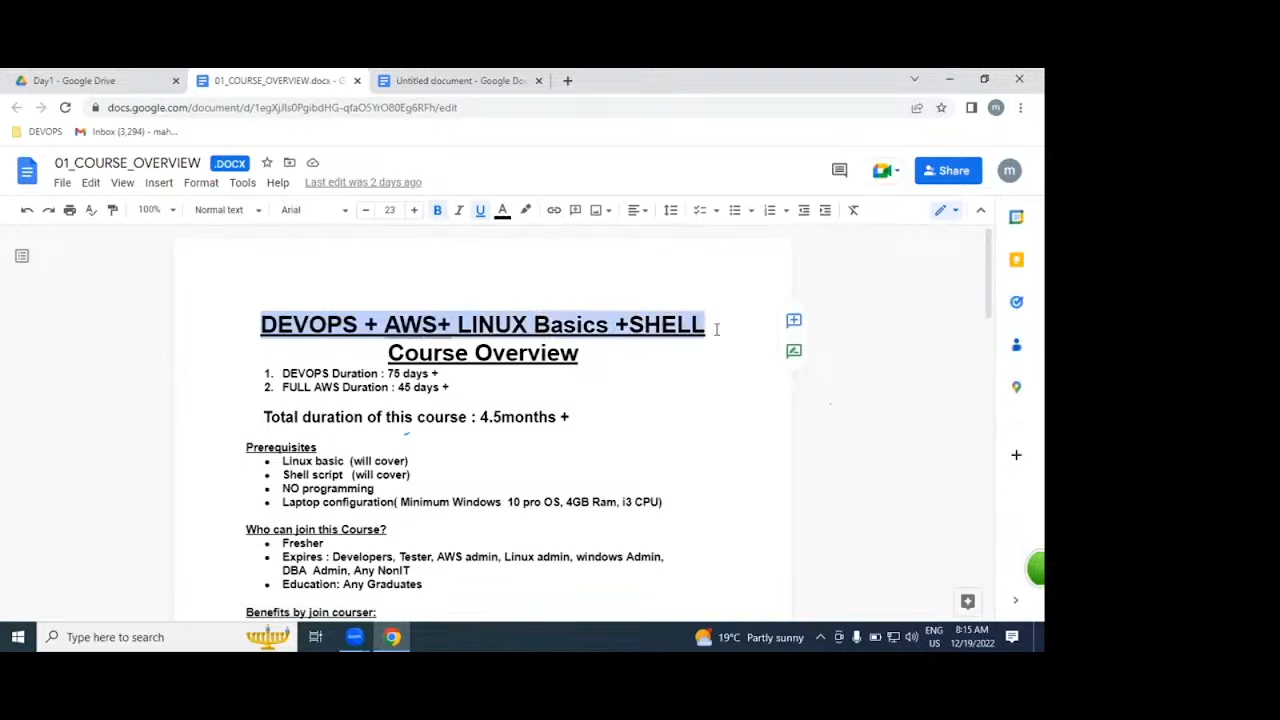 Day1 - Google Drive
01_COURSE_OVERVIEW.docx - G
Untitled document - Google Do
docs.google.com/document/d/1egXjJIs0PgibdHG-qfaO5YrO80Eg6RFh/edit
DEVOPS
Inbox (3,294) - mah...
01_COURSE_OVERVIEW .DOCX
Share
m
File Edit View Insert Format Tools Help Last edit was 2 days ago
100% Normal text Arial 23 B I U A
DEVOPS + AWS+ LINUX Basics +SHELL
Course Overview
1. DEVOPS Duration : 75 days +
2. FULL AWS Duration : 45 days +
Total duration of this course : 4.5months +
Prerequisites
• Linux basic (will cover)
• Shell script (will cover)
• NO programming
• Laptop configuration( Minimum Windows 10 pro OS, 4GB Ram, i3 CPU)
Who can join this Course?
• Fresher
• Expires : Developers, Tester, AWS admin, Linux admin, windows Admin,
DBA Admin, Any NonIT
• Education: Any Graduates
Benefits by join courser:
Type here to search
19°C Partly sunny
ENG
US
8:15 AM
12/19/2022